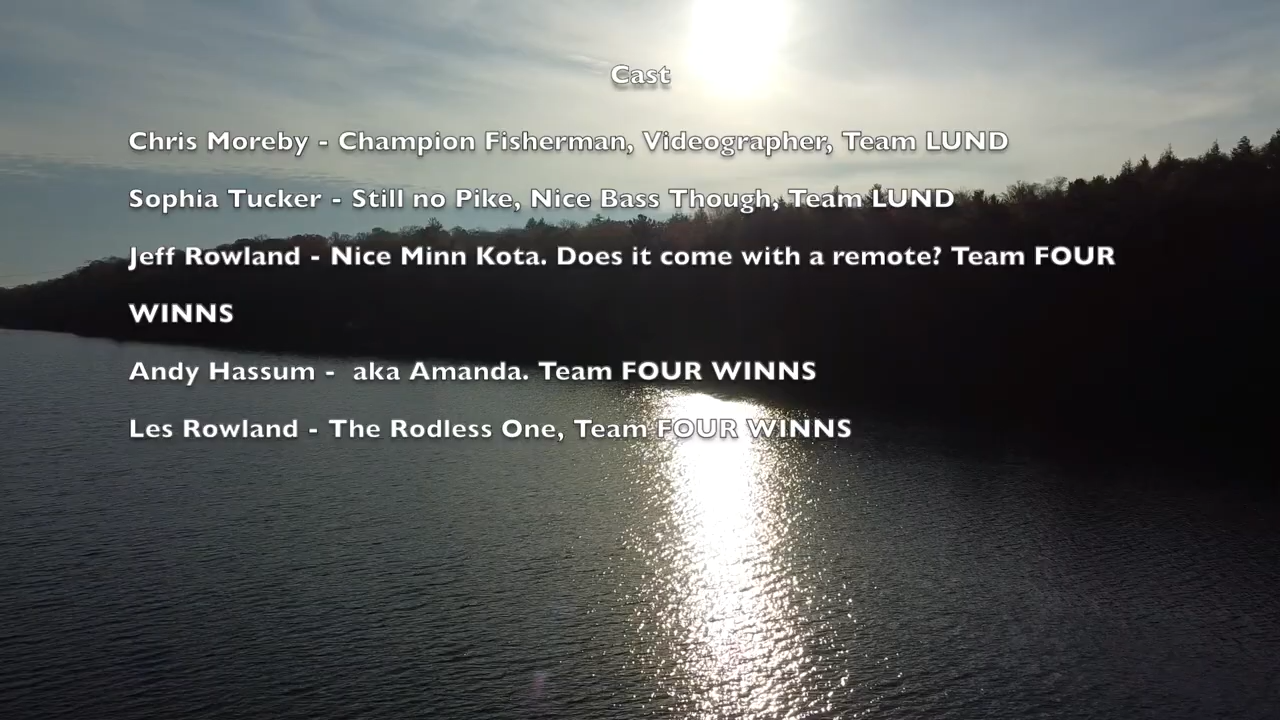 Cast
Chris Moreby - Champion Fisherman, Videographer, Team LUND
Sophia Tucker - Still no Pike, Nice Bass Though, Team LUND
Jeff Rowland - Nice Minn Kota. Does it come with a remote? Team FOUR
WINNS
Andy Hassum -  aka Amanda. Team FOUR WINNS
Les Rowland - The Rodless One, Team FOUR WINNS